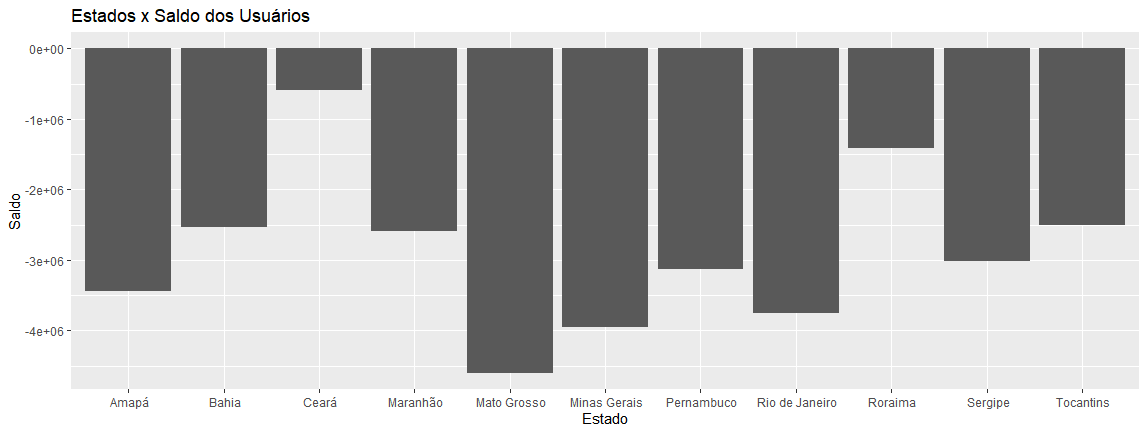 Estados x Saldo dos Usuários
0e+00
-1e+06
-2e+06
-3e+06
-4e+06
Saldo
Amapá Bahia Ceará Maranhão Mato Grosso Minas Gerais Pernambuco Rio de Janeiro Roraima Sergipe Tocantins
Estado